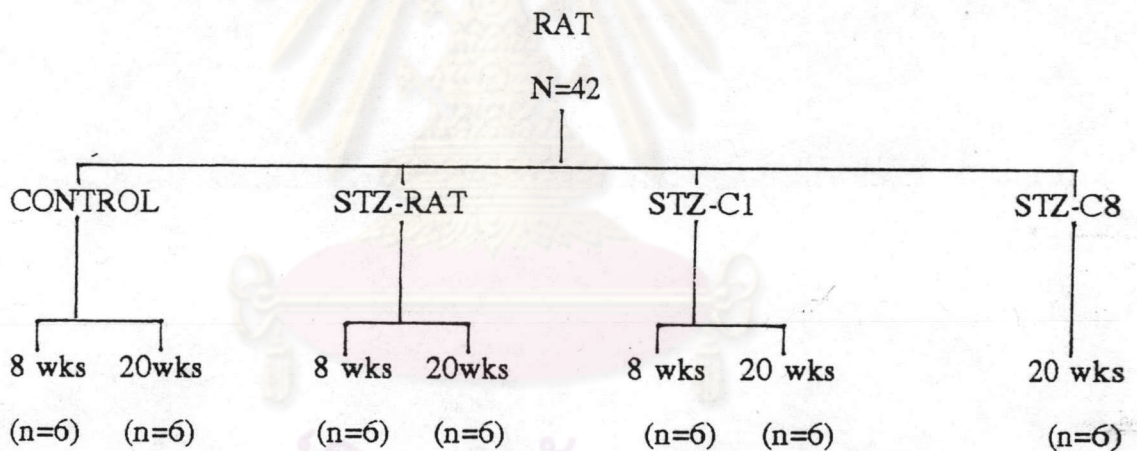 RAT
N=42
CONTROL STZ-RAT STZ-C1 STZ-C8
8 wks 20wks 8 wks 20wks 8 wks 20 wks 20 wks
(n=6) (n=6) (n=6) (n=6) (n=6) (n=6) (n=6)